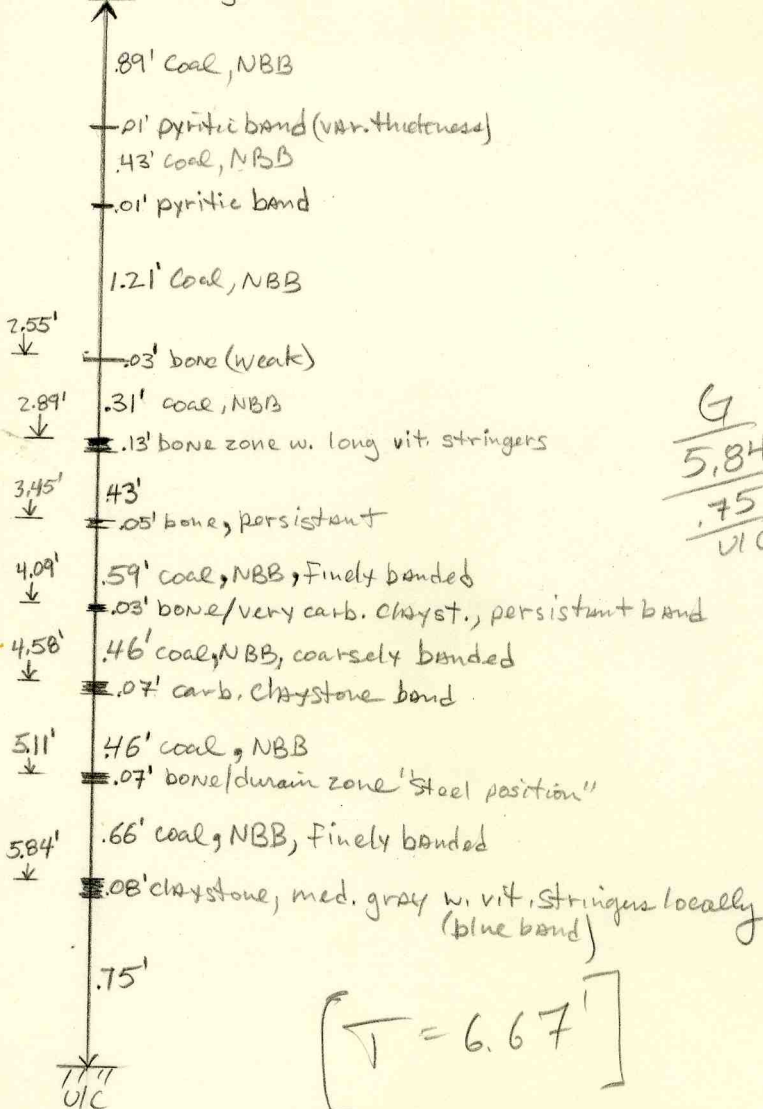 .89' Coal, NBB
.01' pyritic band (var. thickness)
.43' coal, NBB
.01' pyritic band
1.21' Coal, NBB
2.55'
.03' bone (weak)
2.89'
.31' coal, NBB
.13' bone zone w. long vit. stringers
3.45'
.43'
.05' bone, persistant
4.09'
.59' coal, NBB, Finely banded
.03' bone/very carb. clayst., persistant band
4.58'
.46' coal, NBB, coarsely banded
.07' carb. Claystone band
5.11'
.46' coal, NBB
.07' bone/durain zone "Steel position"
5.84'
.66' coal, NBB, Finely banded
.08' claystone, med. gray w. vit. stringers locally
(blue band)
.75'
U/C
G
5.84
.75
U/C
[T = 6.67']